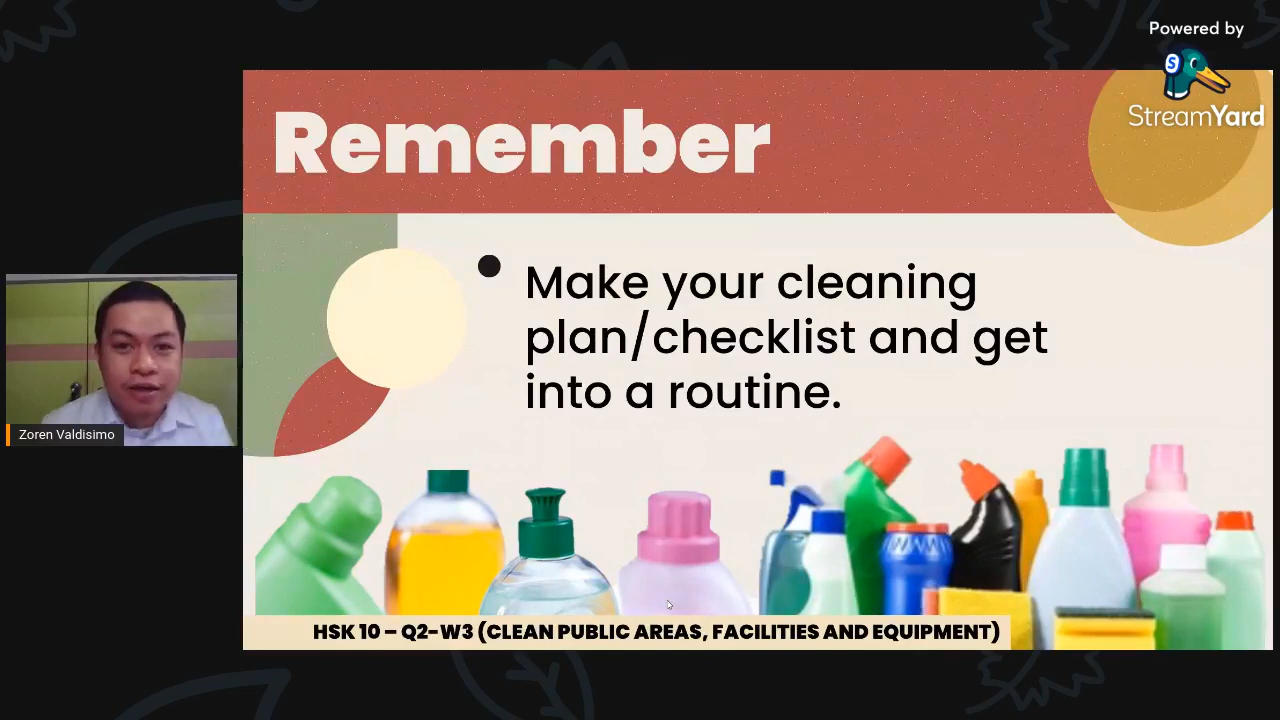 Powered by
StreamYard
Remember
Make your cleaning
plan/checklist and get
into a routine.
Zoren Valdisimo
HSK 10 – Q2-W3 (CLEAN PUBLIC AREAS, FACILITIES AND EQUIPMENT)